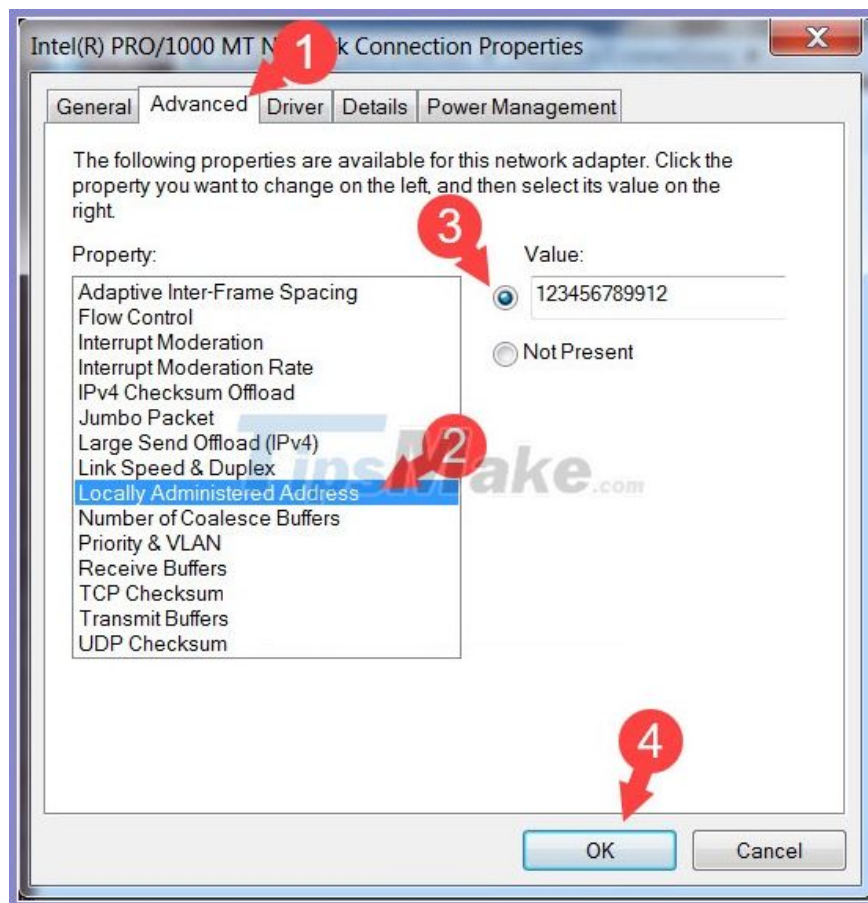 Intel(R) PRO/1000 MT N k Connection Properties
X
1
General Advanced Driver Details Power Management
The following properties are available for this network adapter. Click the
property you want to change on the left, and then select its value on the
right.
3
Property: Value:
Adaptive Inter-Frame Spacing
123456789912
Flow Control
Interrupt Moderation
Not Present
Interrupt Moderation Rate
IPv4 Checksum Offload
Jumbo Packet
Large Send Offload (IPv4)
2
TipsMake.com
Link Speed & Duplex
Locally Administered Address
Number of Coalesce Buffers
Priority & VLAN
Receive Buffers
TCP Checksum
Transmit Buffers
UDP Checksum
4
OK Cancel